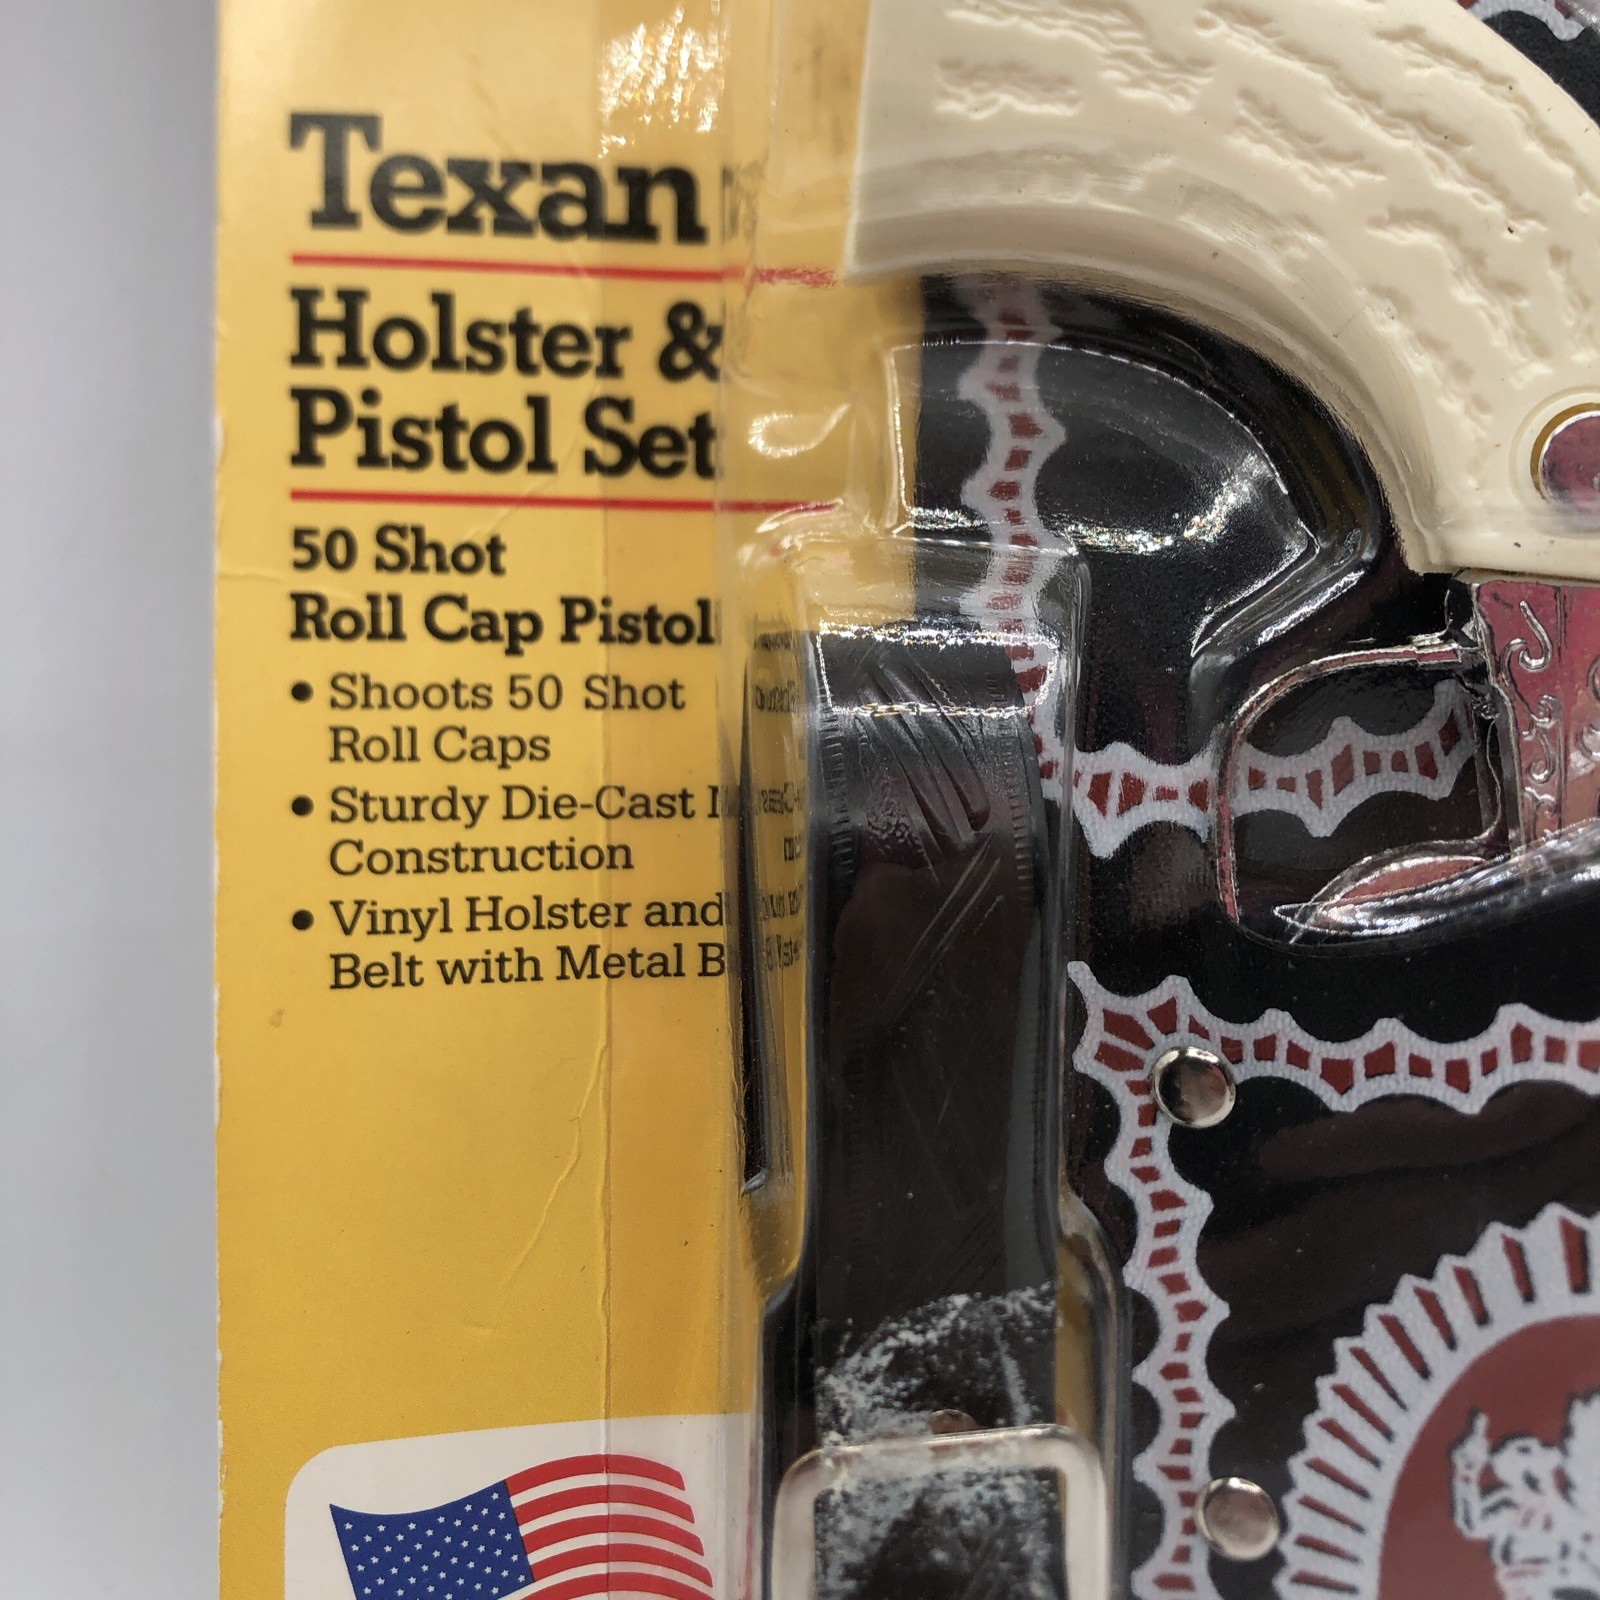 Texan
Holster &
Pistol Set
50 Shot
Roll Cap Pistol
• Shoots 50 Shot
Roll Caps
• Sturdy Die-Cast
Construction
• Vinyl Holster and
Belt with Metal B